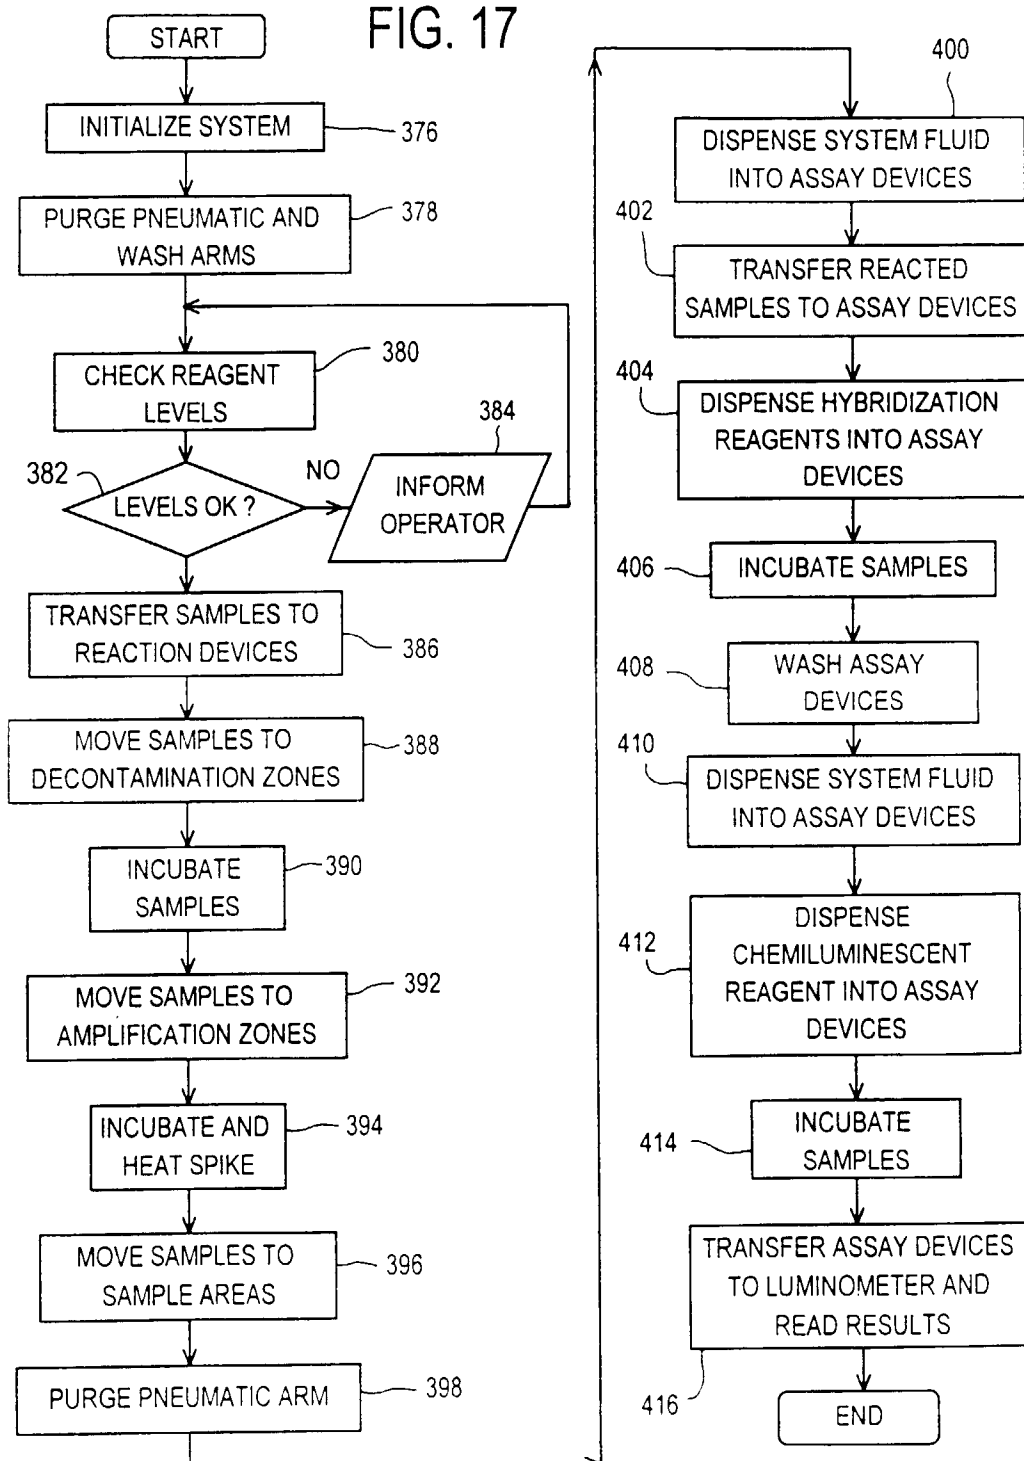 FIG. 17
START
INITIALIZE SYSTEM
376
PURGE PNEUMATIC AND
WASH ARMS
378
CHECK REAGENT
LEVELS
380
382
LEVELS OK ?
NO
384
INFORM
OPERATOR
TRANSFER SAMPLES TO
REACTION DEVICES
386
MOVE SAMPLES TO
DECONTAMINATION ZONES
388
INCUBATE
SAMPLES
390
MOVE SAMPLES TO
AMPLIFICATION ZONES
392
INCUBATE AND
HEAT SPIKE
394
MOVE SAMPLES TO
SAMPLE AREAS
396
PURGE PNEUMATIC ARM
398
400
DISPENSE SYSTEM FLUID
INTO ASSAY DEVICES
402
TRANSFER REACTED
SAMPLES TO ASSAY DEVICES
404
DISPENSE HYBRIDIZATION
REAGENTS INTO ASSAY
DEVICES
406
INCUBATE SAMPLES
408
WASH ASSAY
DEVICES
410
DISPENSE SYSTEM FLUID
INTO ASSAY DEVICES
412
DISPENSE
CHEMILUMINESCENT
REAGENT INTO ASSAY
DEVICES
414
INCUBATE
SAMPLES
TRANSFER ASSAY DEVICES
TO LUMINOMETER AND
READ RESULTS
416
END